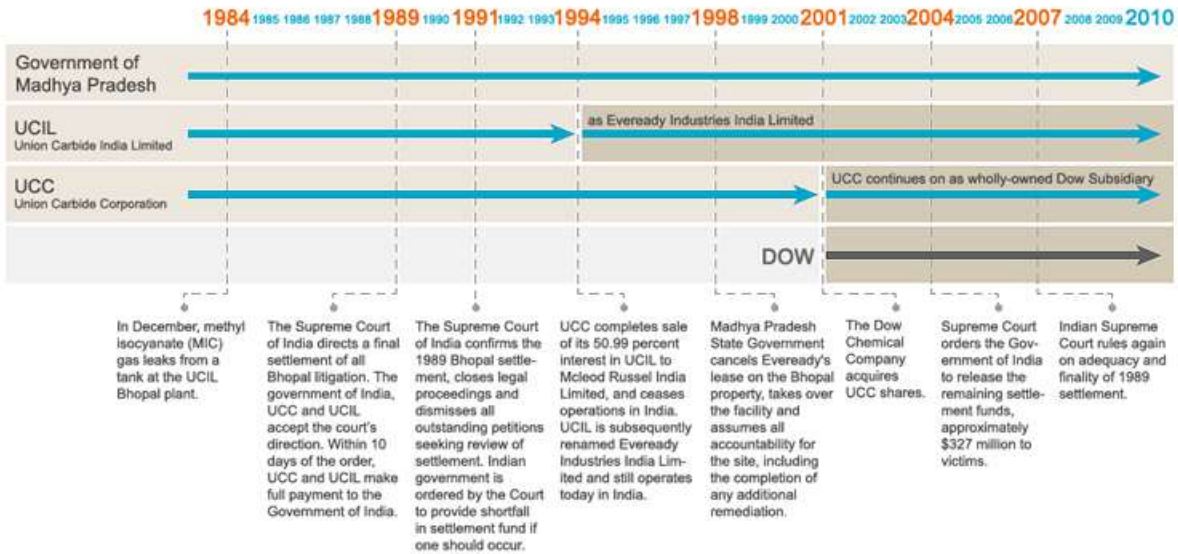 1984 1985 1986 1987 1988 1989 1990 1991 1992 1993 1994 1995 1996 1997 1998 1999 2000 2001 2002 2003 2004 2005 2006 2007 2008 2009 2010
Government of
Madhya Pradesh
UCIL
Union Carbide India Limited
as Eveready Industries India Limited
UCC
Union Carbide Corporation
UCC continues on as wholly-owned Dow Subsidiary
DOW
In December, methyl
isocyanate (MIC)
gas leaks from a
tank at the UCIL
Bhopal plant.
The Supreme Court
of India directs a final
settlement of all
Bhopal litigation. The
government of India,
UCC and UCIL
accept the court's
direction. Within 10
days of the order,
UCC and UCIL make
full payment to the
Government of India.
The Supreme Court
of India confirms the
1989 Bhopal settle-
ment, closes legal
proceedings and
dismisses all
outstanding petitions
seeking review of
settlement. Indian
government is
ordered by the Court
to provide shortfall
in settlement fund if
one should occur.
UCC completes sale
of its 50.99 percent
interest in UCIL to
Mcleod Russel India
Limited, and ceases
operations in India.
UCIL is subsequently
renamed Eveready
Industries India Lim-
ited and still operates
today in India.
Madhya Pradesh
State Government
cancels Eveready's
lease on the Bhopal
property, takes over
the facility and
assumes all
accountability for
the site, including
the completion of
any additional
remediation.
The Dow
Chemical
Company
acquires
UCC shares.
Supreme Court
orders the Gov-
ernment of India
to release the
remaining settle-
ment funds,
approximately
$327 million to
victims.
Indian Supreme
Court rules again
on adequacy and
finality of 1989
settlement.